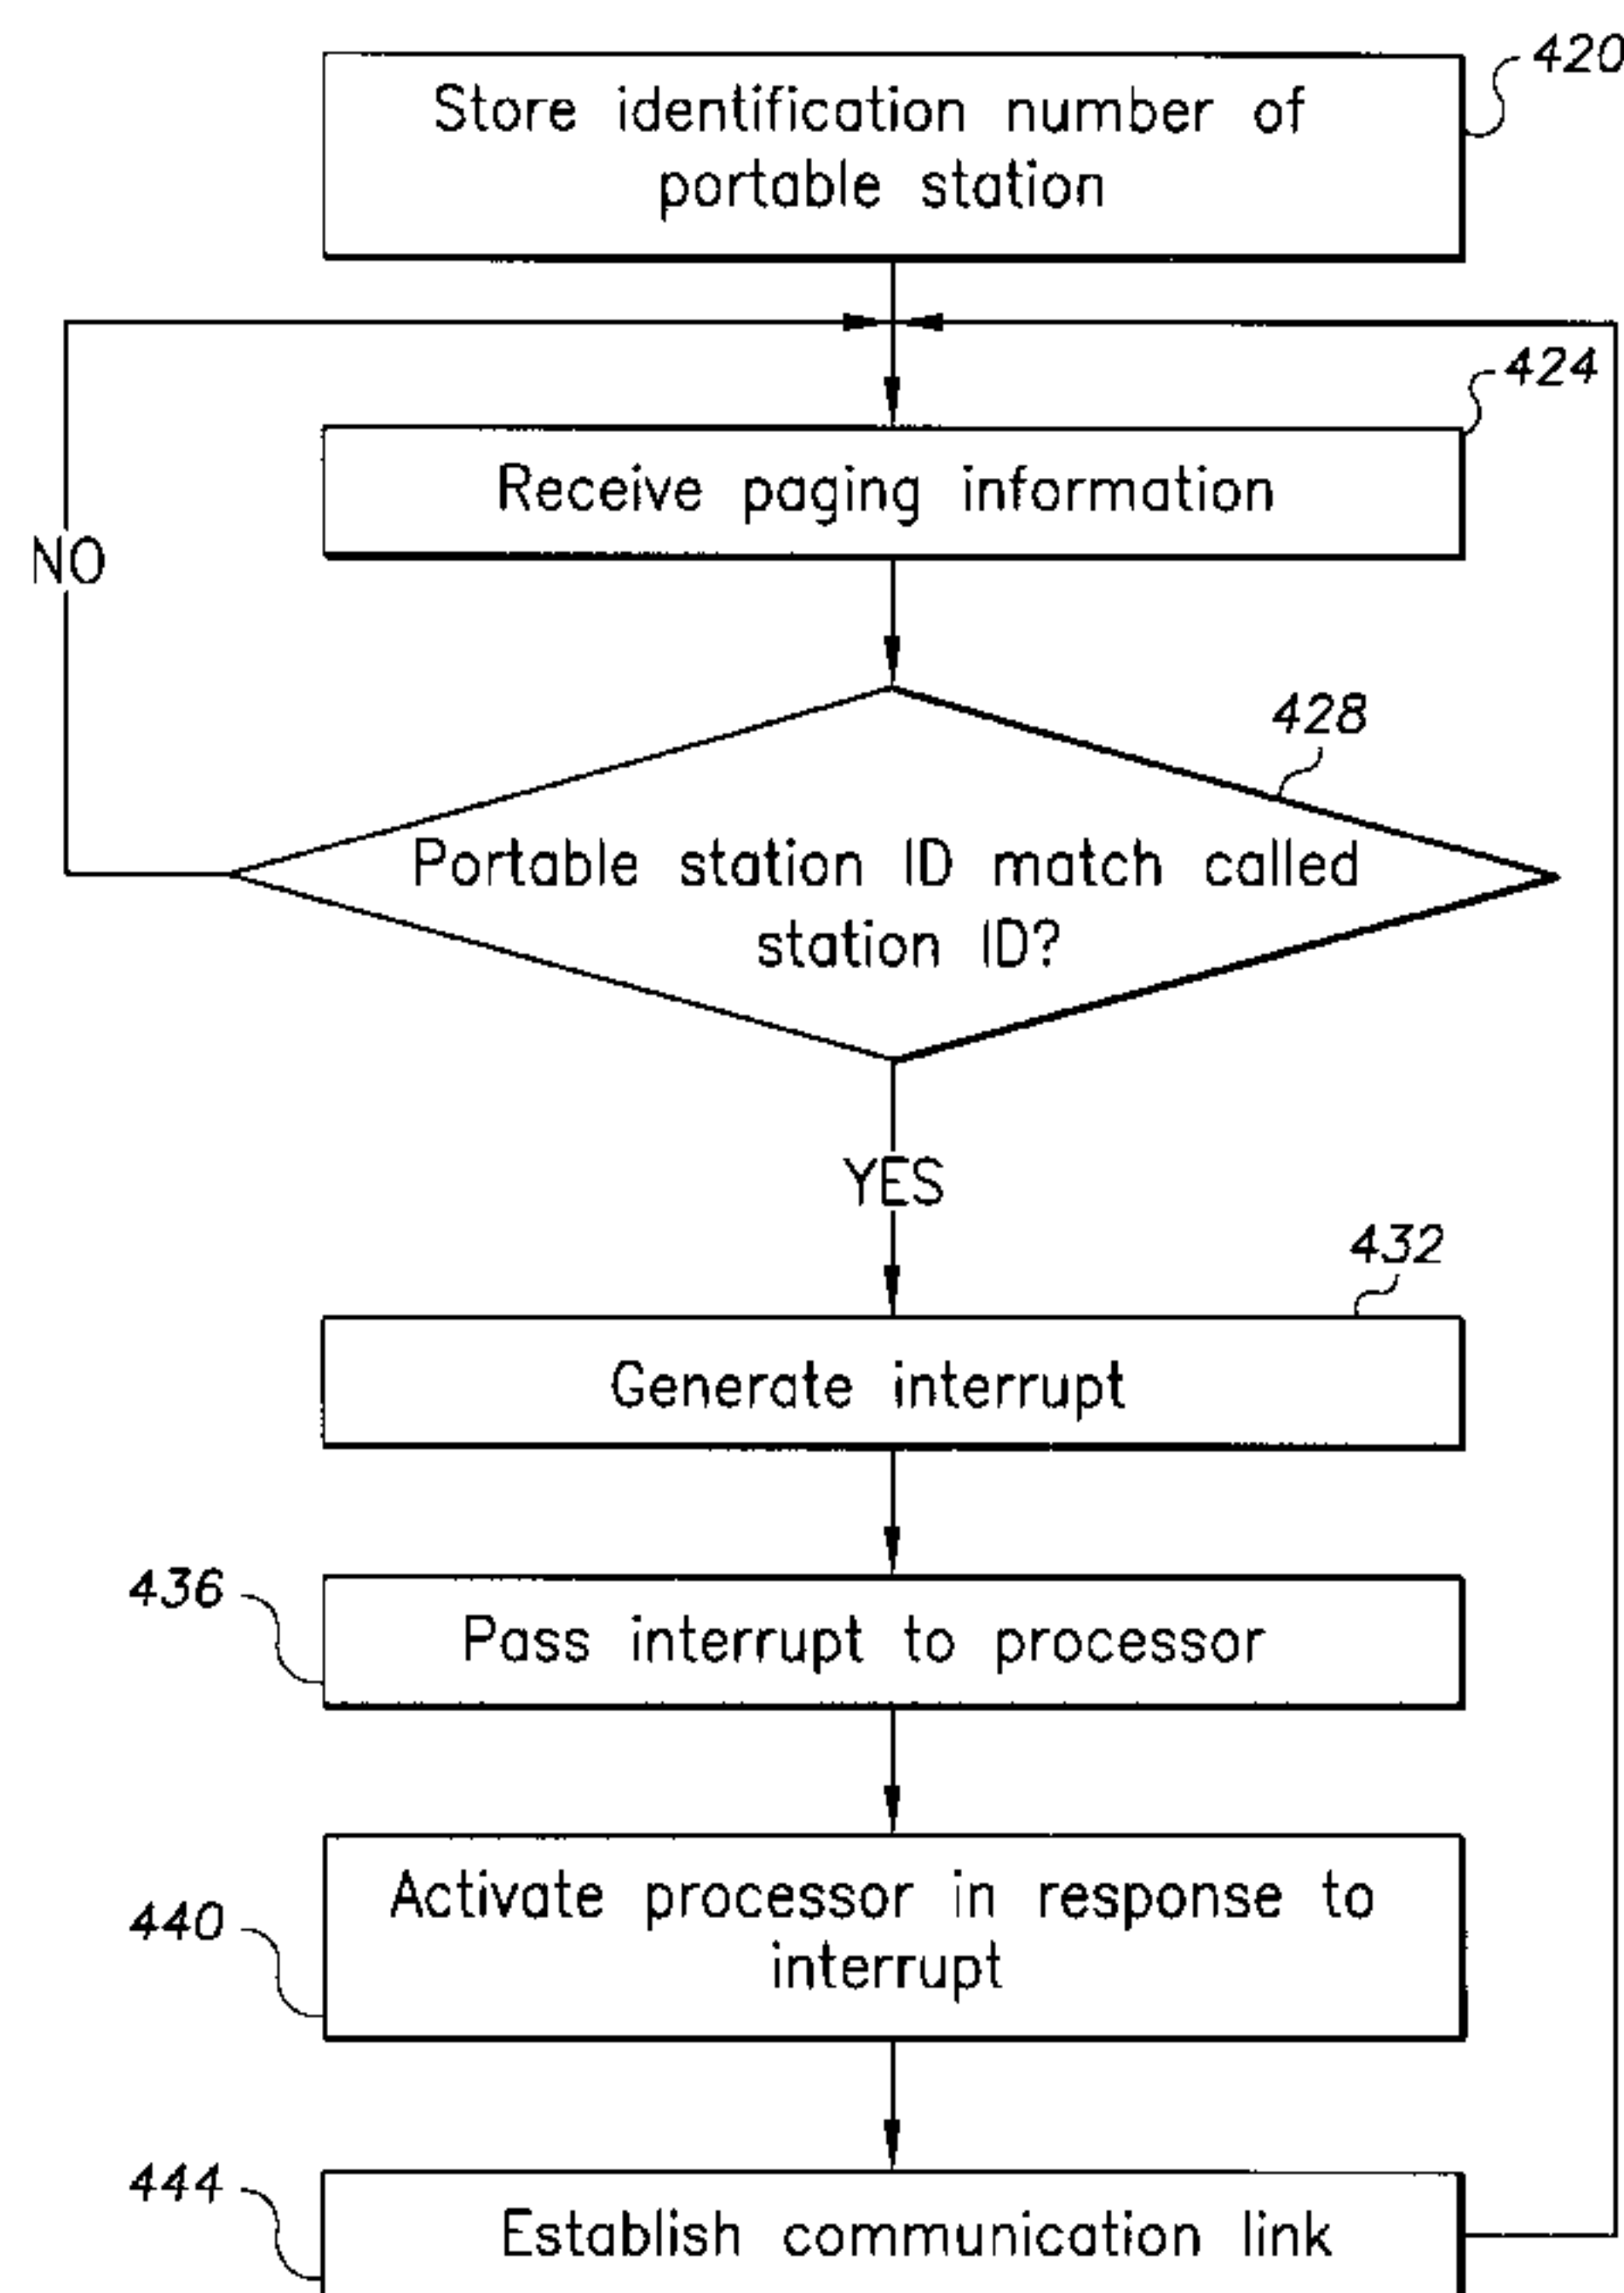 420
Store identification number of
portable station
424
Receive paging information
NO
428
Portable station ID match called
station ID?
YES
432
Generate interrupt
436
Pass interrupt to processor
440
Activate processor in response to
interrupt
444
Establish communication link